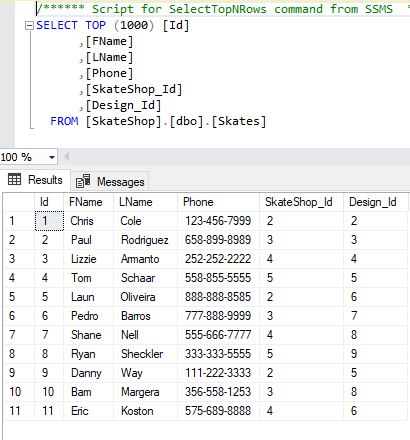 /****** Script for SelectTopNRows command from SSMS
SELECT TOP (1000) [Id]
,[FName]
,[LName]
,[Phone]
,[SkateShop_Id]
,[Design_Id]
FROM [SkateShop].[dbo].[Skates]
100 %
Results Messages
Id FName LName Phone SkateShop_Id Design_Id
1 1 Chris Cole 123-456-7999 2 2
2 2 Paul Rodriguez 658-899-8989 3 3
3 3 Lizzie Armanto 252-252-2222 4 4
4 4 Tom Schaar 558-855-5555 5 5
5 5 Laun Oliveira 888-888-8585 2 6
6 6 Pedro Barros 777-888-9999 3 7
7 7 Shane Nell 555-666-7777 4 8
8 8 Ryan Sheckler 333-333-5555 5 9
9 9 Danny Way 111-222-3333 2 5
10 10 Bam Margera 356-558-1253 3 8
11 11 Eric Koston 575-689-8888 4 6